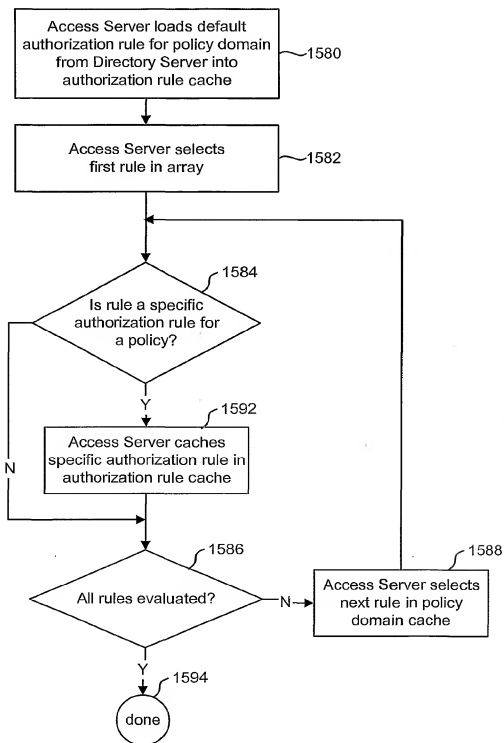 Access Server loads default
authorization rule for policy domain
from Directory Server into
authorization rule cache
1580
Access Server selects
first rule in array
1582
1584
Is rule a specific
authorization rule for
a policy?
Y
1592
Access Server caches
specific authorization rule in
authorization rule cache
N
1586
All rules evaluated?
N
1588
Access Server selects
next rule in policy
domain cache
Y
1594
done